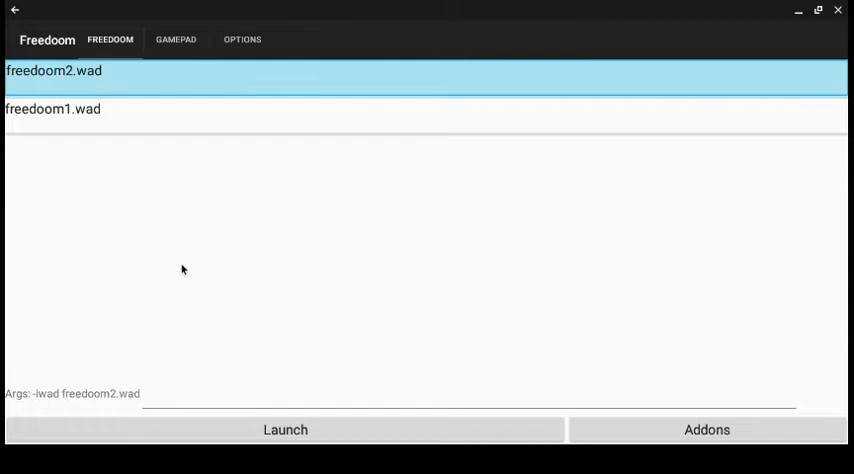 Freedoom FREEDOOM GAMEPAD OPTIONS
freedoom2.wad
freedoom1.wad
Args: -iwad freedoom2.wad
Launch Addons